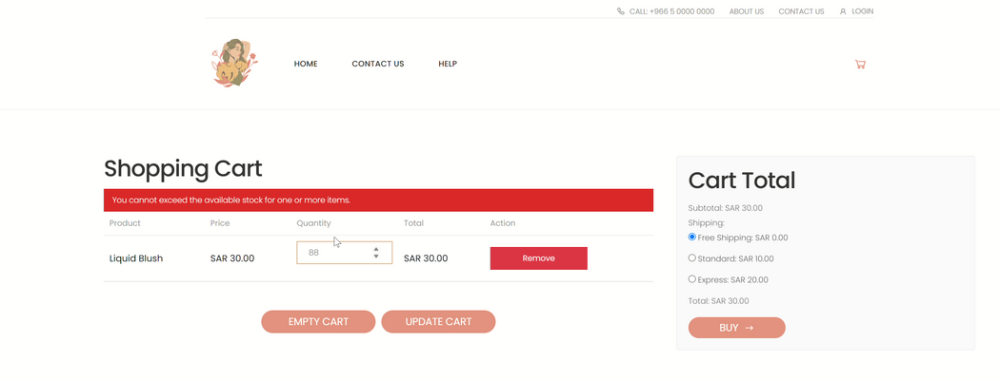 CALL: +966 5 0000 0000 ABOUT US CONTACT US LOGIN
HOME CONTACT US HELP
Shopping Cart
You cannot exceed the available stock for one or more items.
Product Price Quantity Total Action
Liquid Blush SAR 30.00 88 SAR 30.00 Remove
EMPTY CART UPDATE CART
Cart Total
Subtotal: SAR 30.00
Shipping:
Free Shipping: SAR 0.00
Standard: SAR 10.00
Express: SAR 20.00
Total: SAR 30.00
BUY →